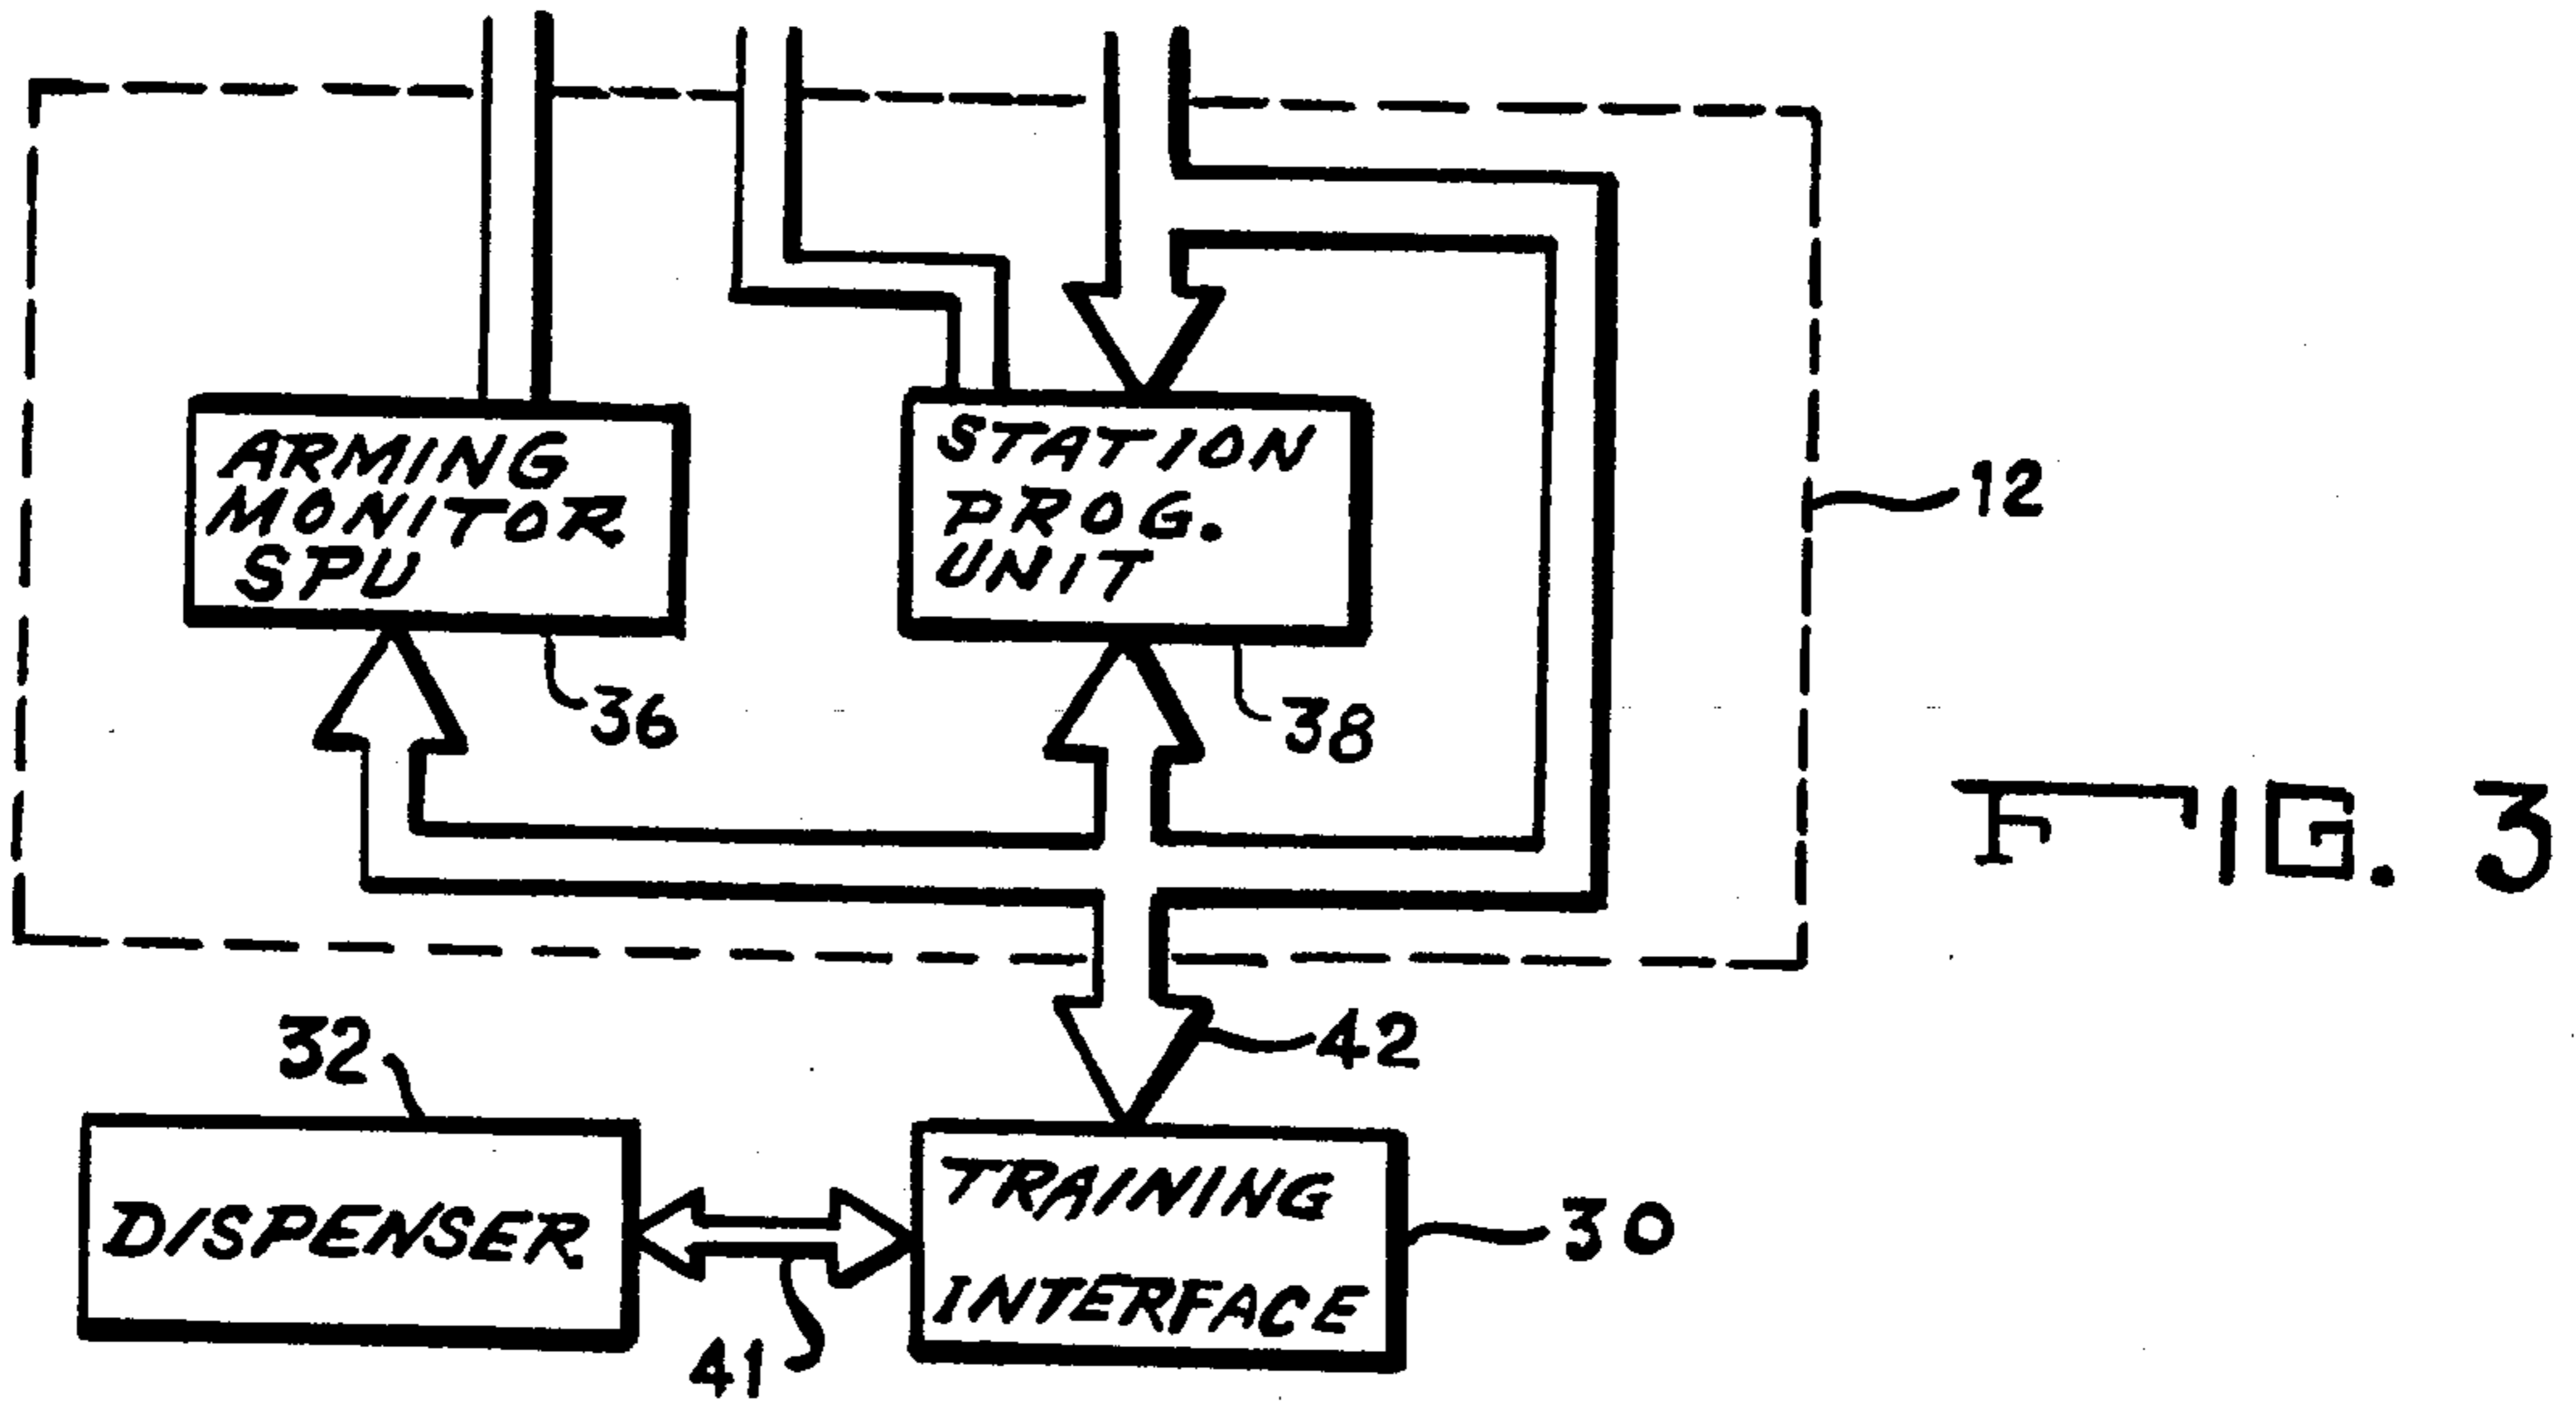 ARMING
MONITOR
SPU
STATION
PROG.
UNIT
12
36
38
FIG. 3
42
32
DISPENSER
TRAINING
INTERFACE
30
41